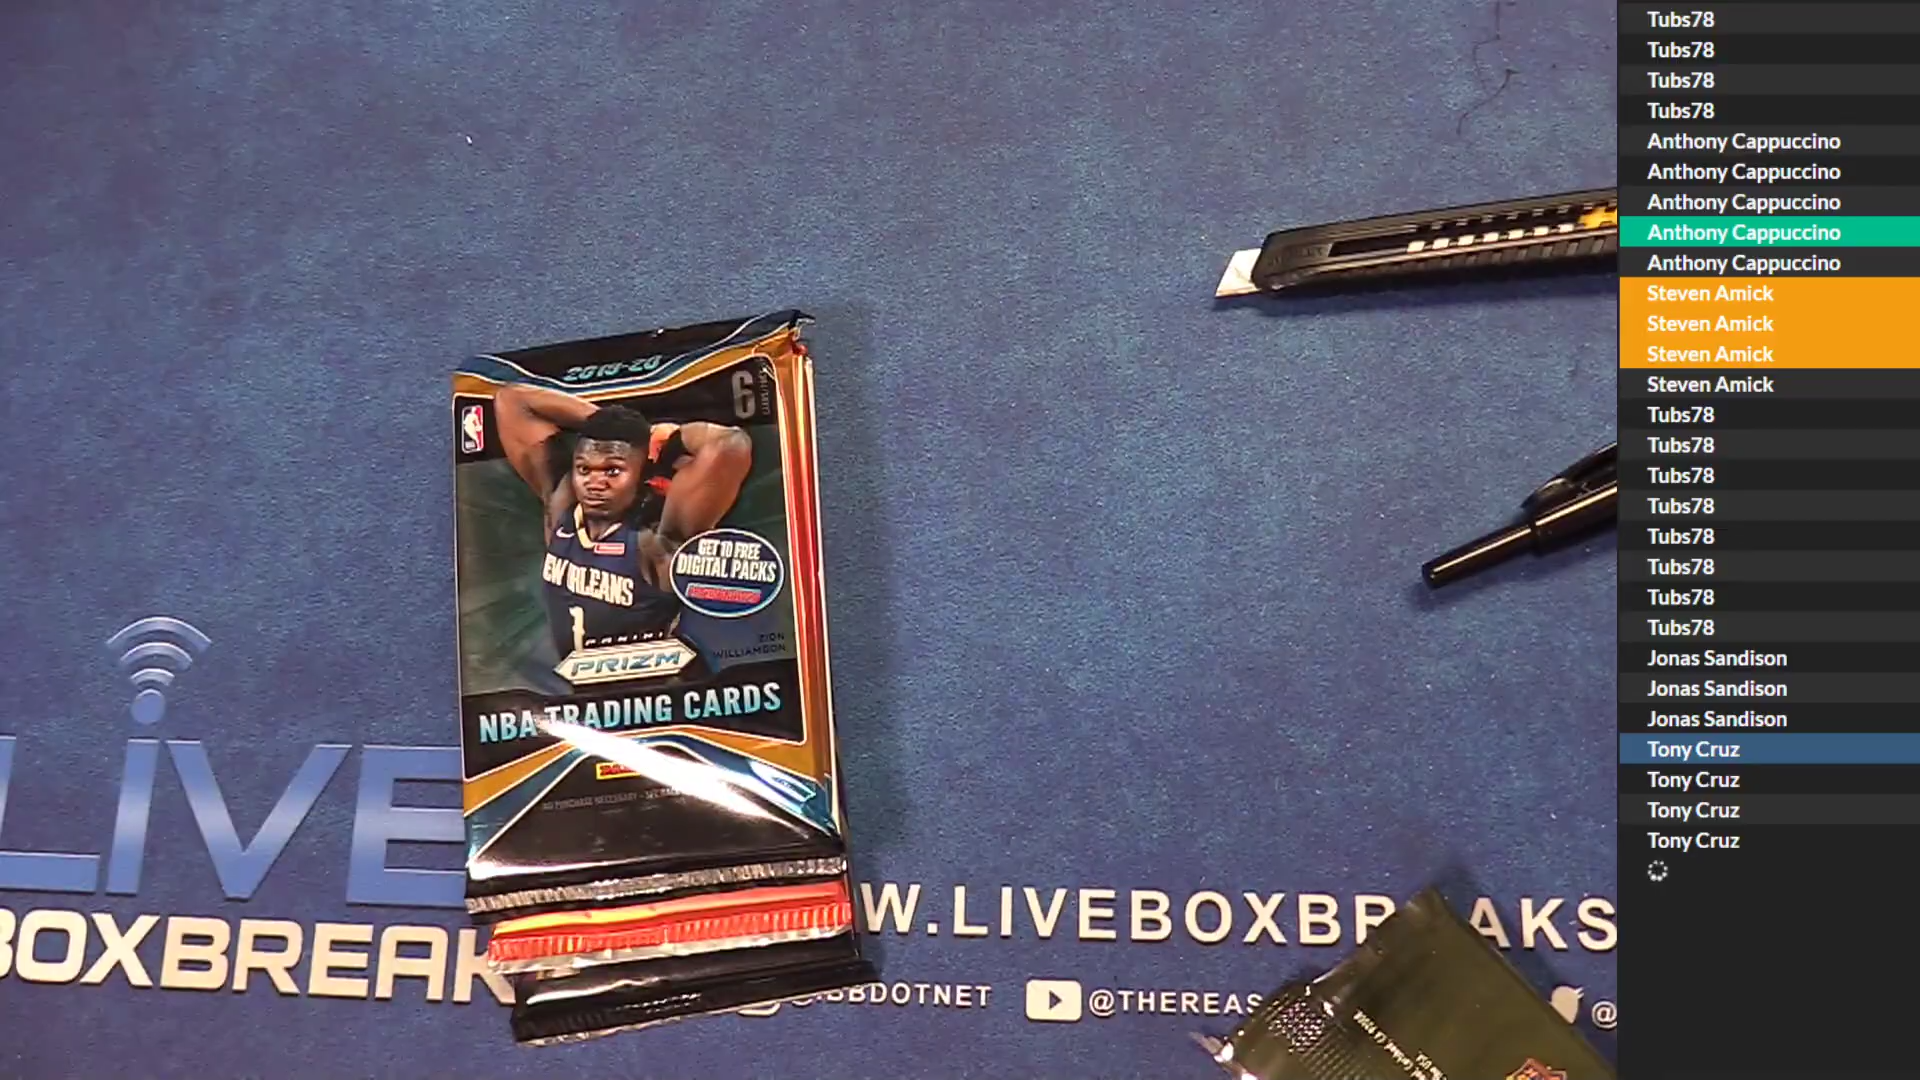 2019-20
6
NEW ORLEANS
1
GET 10 FREE
DIGITAL PACKS
ZION
WILLIAMSON
PANINI
PRIZM
NBA TRADING CARDS
LIVE
BOXBREAK
W.LIVEBOXBR AKS
BBDOTNET
@THEREAS
@
Tubs78
Tubs78
Tubs78
Tubs78
Anthony Cappuccino
Anthony Cappuccino
Anthony Cappuccino
Anthony Cappuccino
Anthony Cappuccino
Steven Amick
Steven Amick
Steven Amick
Steven Amick
Tubs78
Tubs78
Tubs78
Tubs78
Tubs78
Tubs78
Tubs78
Tubs78
Jonas Sandison
Jonas Sandison
Jonas Sandison
Tony Cruz
Tony Cruz
Tony Cruz
Tony Cruz